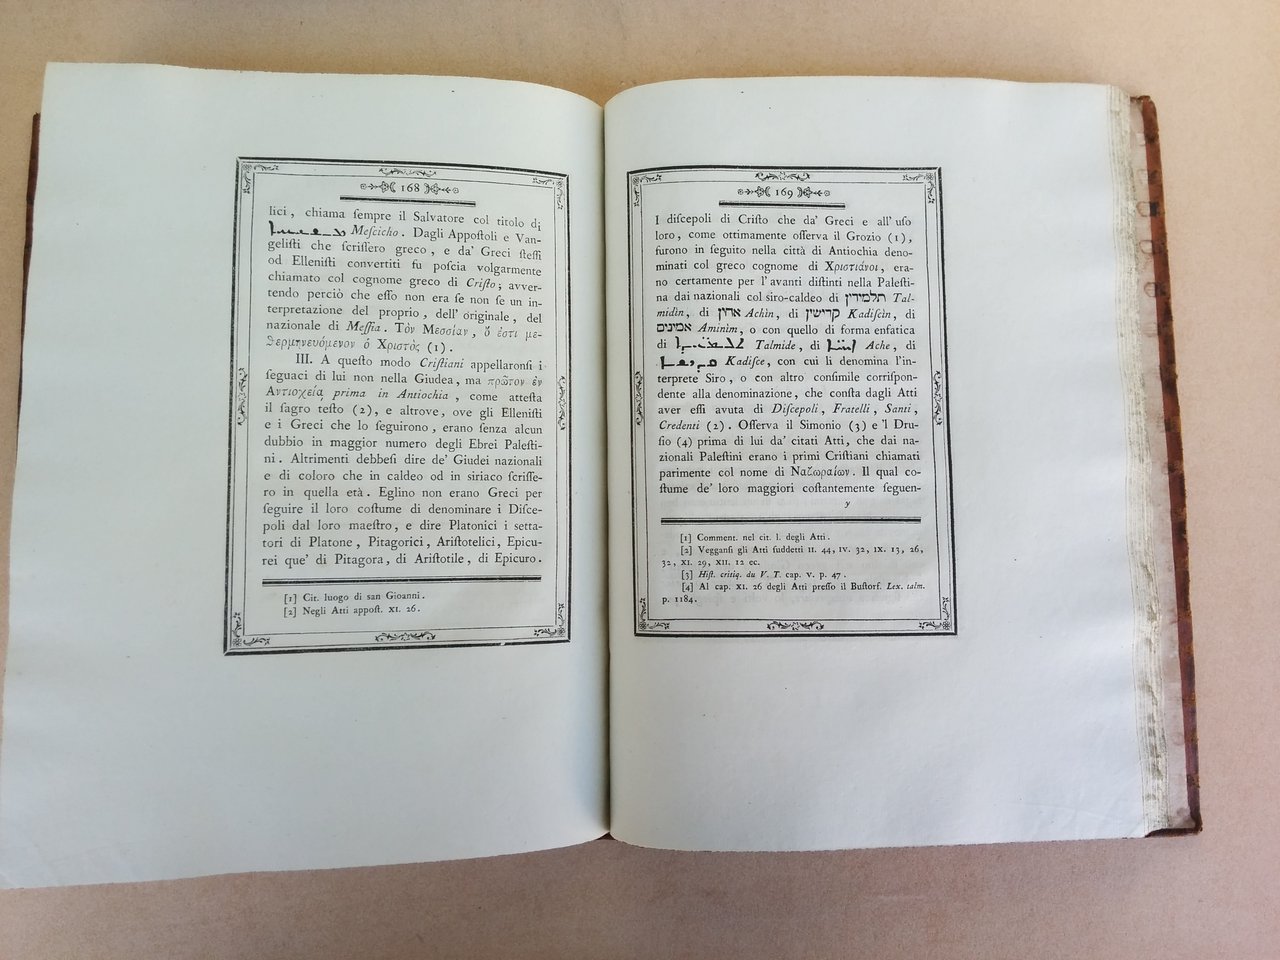 168
lici, chiama ſempre il Salvatore col titolo di
ܡܫܝܚܐ Meſcicho. Dagli Appoſtoli e Van-
geliſti che ſcriſſero greco, e da' Greci ſteſſi
od Elleniſti convertiti fu poſcia volgarmente
chiamato col cognome greco di Criſto; avver-
tendo perciò che eſſo non era ſe non ſe un in-
terpretazione del proprio, dell' originale, del
nazionale di Meſſia. Τὸν Μεσσίαν, ὅ ἐστι με-
θερμηνευόμενον ὁ Χριστὸς (1).
III. A queſto modo Criſtiani appellaronſi i
ſeguaci di lui non nella Giudea, ma πρῶτον ἐν
Αντιοχείᾳ prima in Antiochia, come atteſta
il ſagro teſto (2), e altrove, ove gli Elleniſti
e i Greci che lo ſeguirono, erano ſenza alcun
dubbio in maggior numero degli Ebrei Paleſti-
ni. Altrimenti debbeſi dire de' Giudei nazionali
e di coloro che in caldeo od in siriaco ſcriſſe-
ro in quella età. Eglino non erano Greci per
ſeguire il loro coſtume di denominare i Diſce-
poli dal loro maeſtro, e dire Platonici i setta-
tori di Platone, Pitagorici, Ariſtotelici, Epicu-
rei que' di Pitagora, di Ariſtotile, di Epicuro.
[1] Cit. luogo di san Gioanni.
[2] Negli Atti appoſt. XI. 26.
169
I diſcepoli di Criſto che da' Greci e all' uſo
loro, come ottimamente oſſerva il Grozio (1),
furono in ſeguito nella città di Antiochia deno-
minati col greco cognome di Χριστιάνοι, era-
no certamente per l'avanti diſtinti nella Paleſti-
na dai nazionali col siro-caldeo di תלמידין Tal-
midìn, di אחין Achìn, di קדישין Kadiſcìn, di
אמינים Aminìm, o con quello di forma enfatica
di ܬܠܡܝܕܐ Talmide, di ܐܚܐ Ache, di
ܩܕܝܫܐ Kadiſce, con cui li denomina l'in-
terprete Siro, o con altro conſimile corriſpon-
dente alla denominazione, che conſta dagli Atti
aver eſſi avuta di Diſcepoli, Fratelli, Santi,
Credenti (2). Oſſerva il Simonio (3) e 'l Dru-
ſio (4) prima di lui da' citati Atti, che dai na-
zionali Paleſtini erano i primi Criſtiani chiamati
parimente col nome di Ναζωραίων. Il qual co-
ſtume de' loro maggiori coſtantemente ſeguen-
y
[1] Comment. nel cit. l. degli Atti.
[2] Vegganſi gli Atti ſuddetti II. 44, IV. 32, IX. 13, 26,
32, XI. 29, XII. 12 ec.
[3] Hiſt. critiq. du V. T. cap. V. p. 47.
[4] Al cap. XI. 26 degli Atti preſſo il Buſtorf. Lex. talm.
p. 1184.